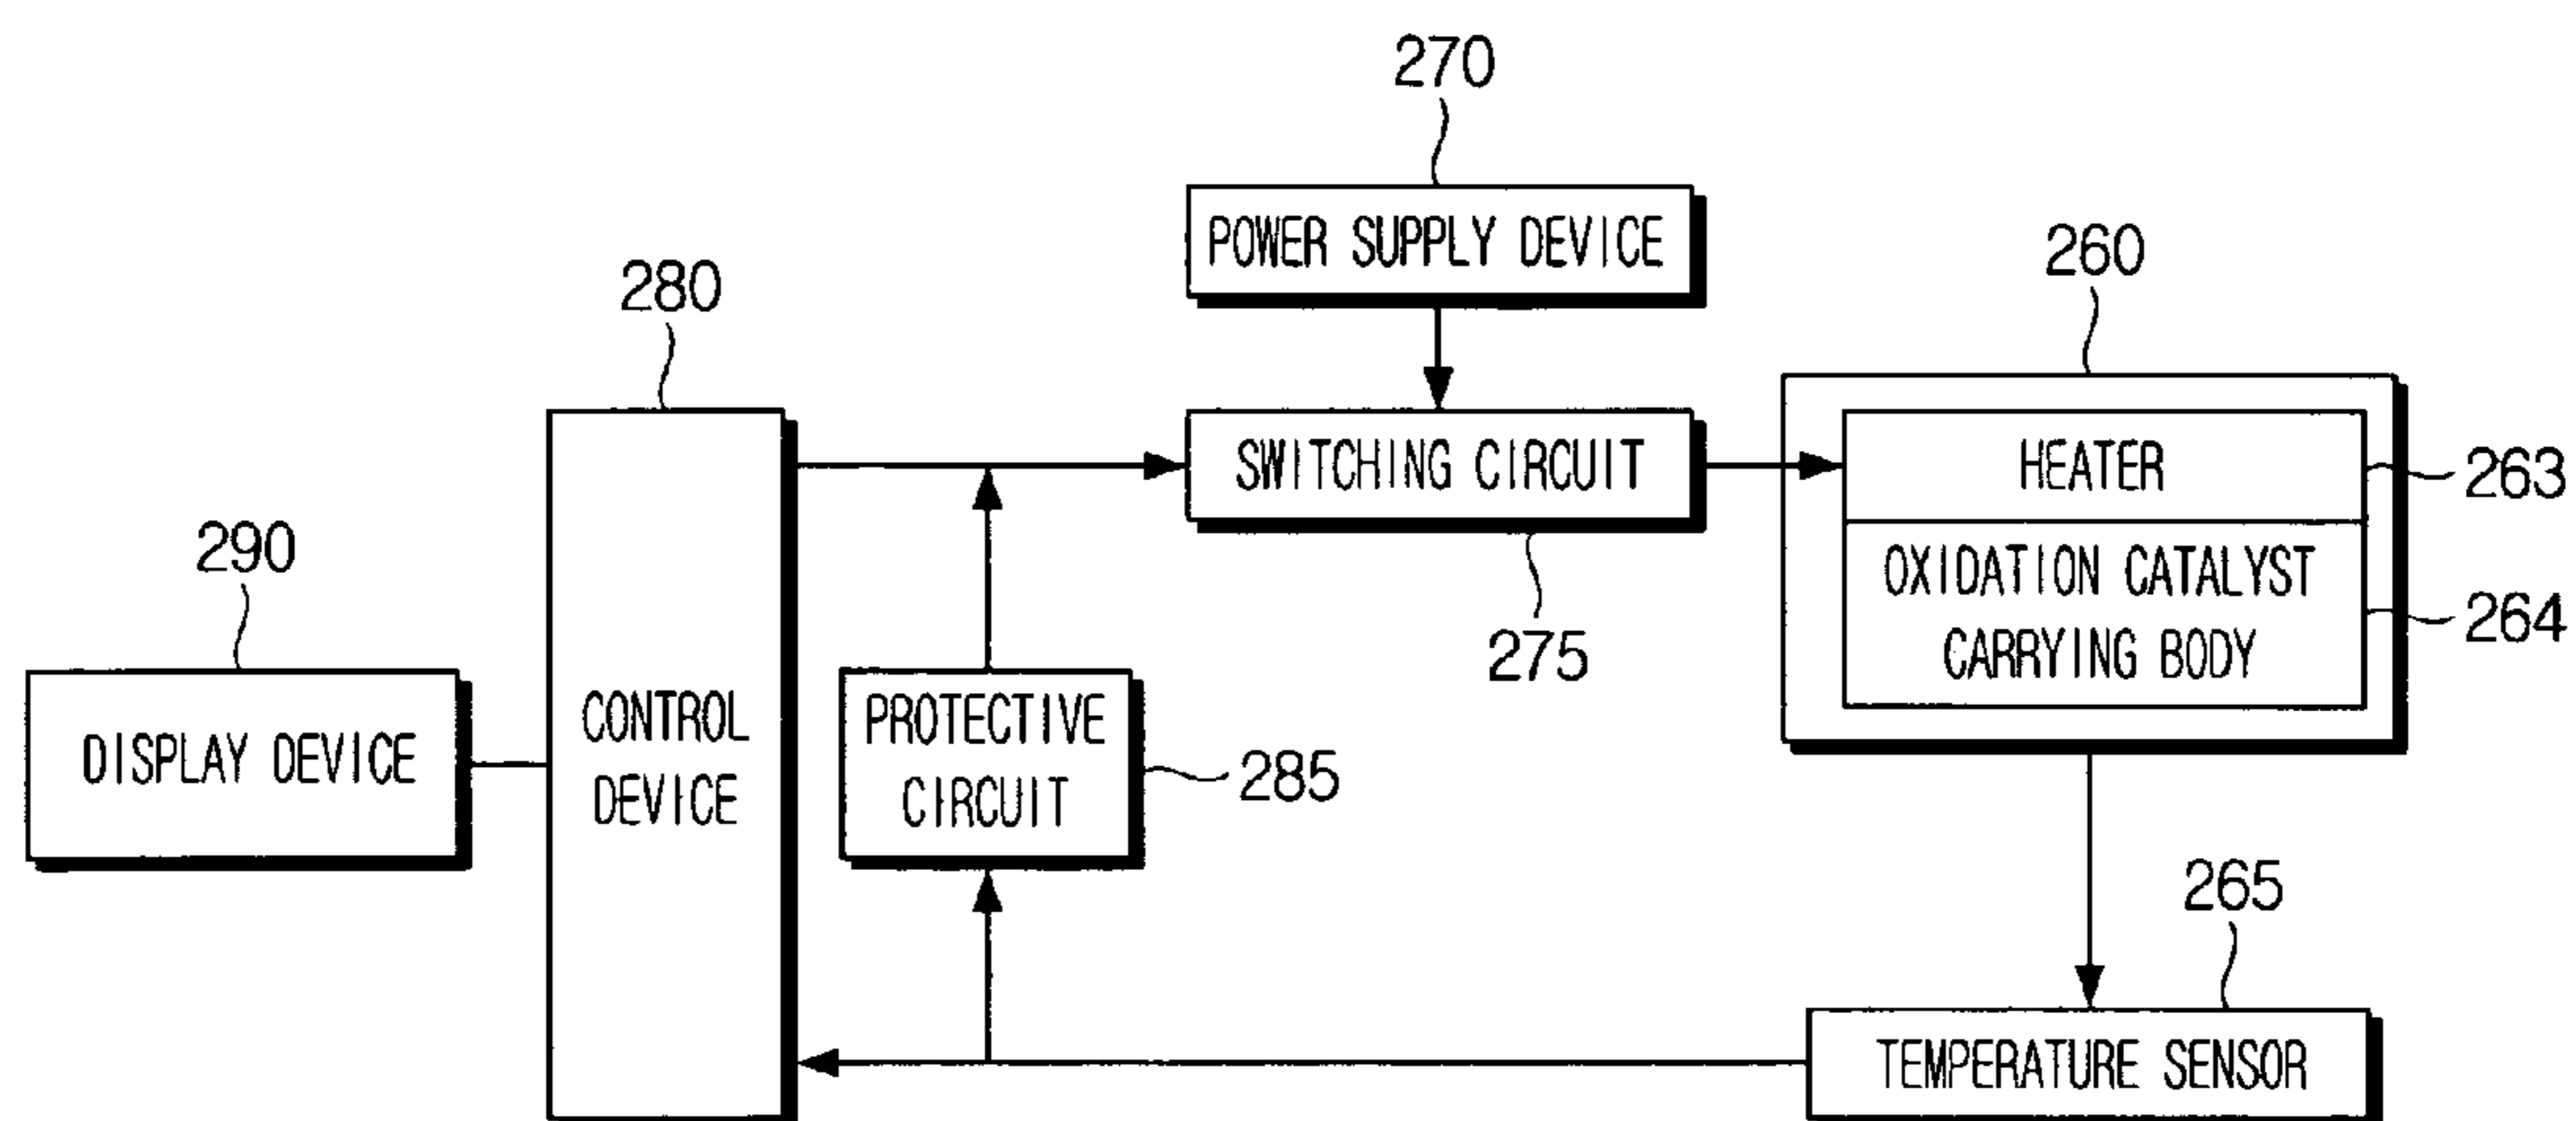 270
POWER SUPPLY DEVICE
260
280
SWITCHING CIRCUIT
HEATER
263
290
OXIDATION CATALYST
CARRYING BODY
264
275
DISPLAY DEVICE
CONTROL
DEVICE
PROTECTIVE
CIRCUIT
285
265
TEMPERATURE SENSOR